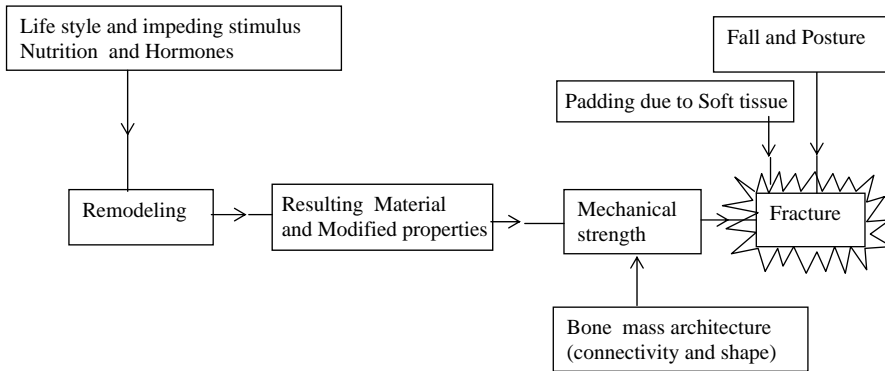 Life style and impeding stimulus
Nutrition and Hormones
Fall and Posture
Padding due to Soft tissue
Remodeling
Resulting Material
and Modified properties
Mechanical
strength
Fracture
Bone mass architecture
(connectivity and shape)